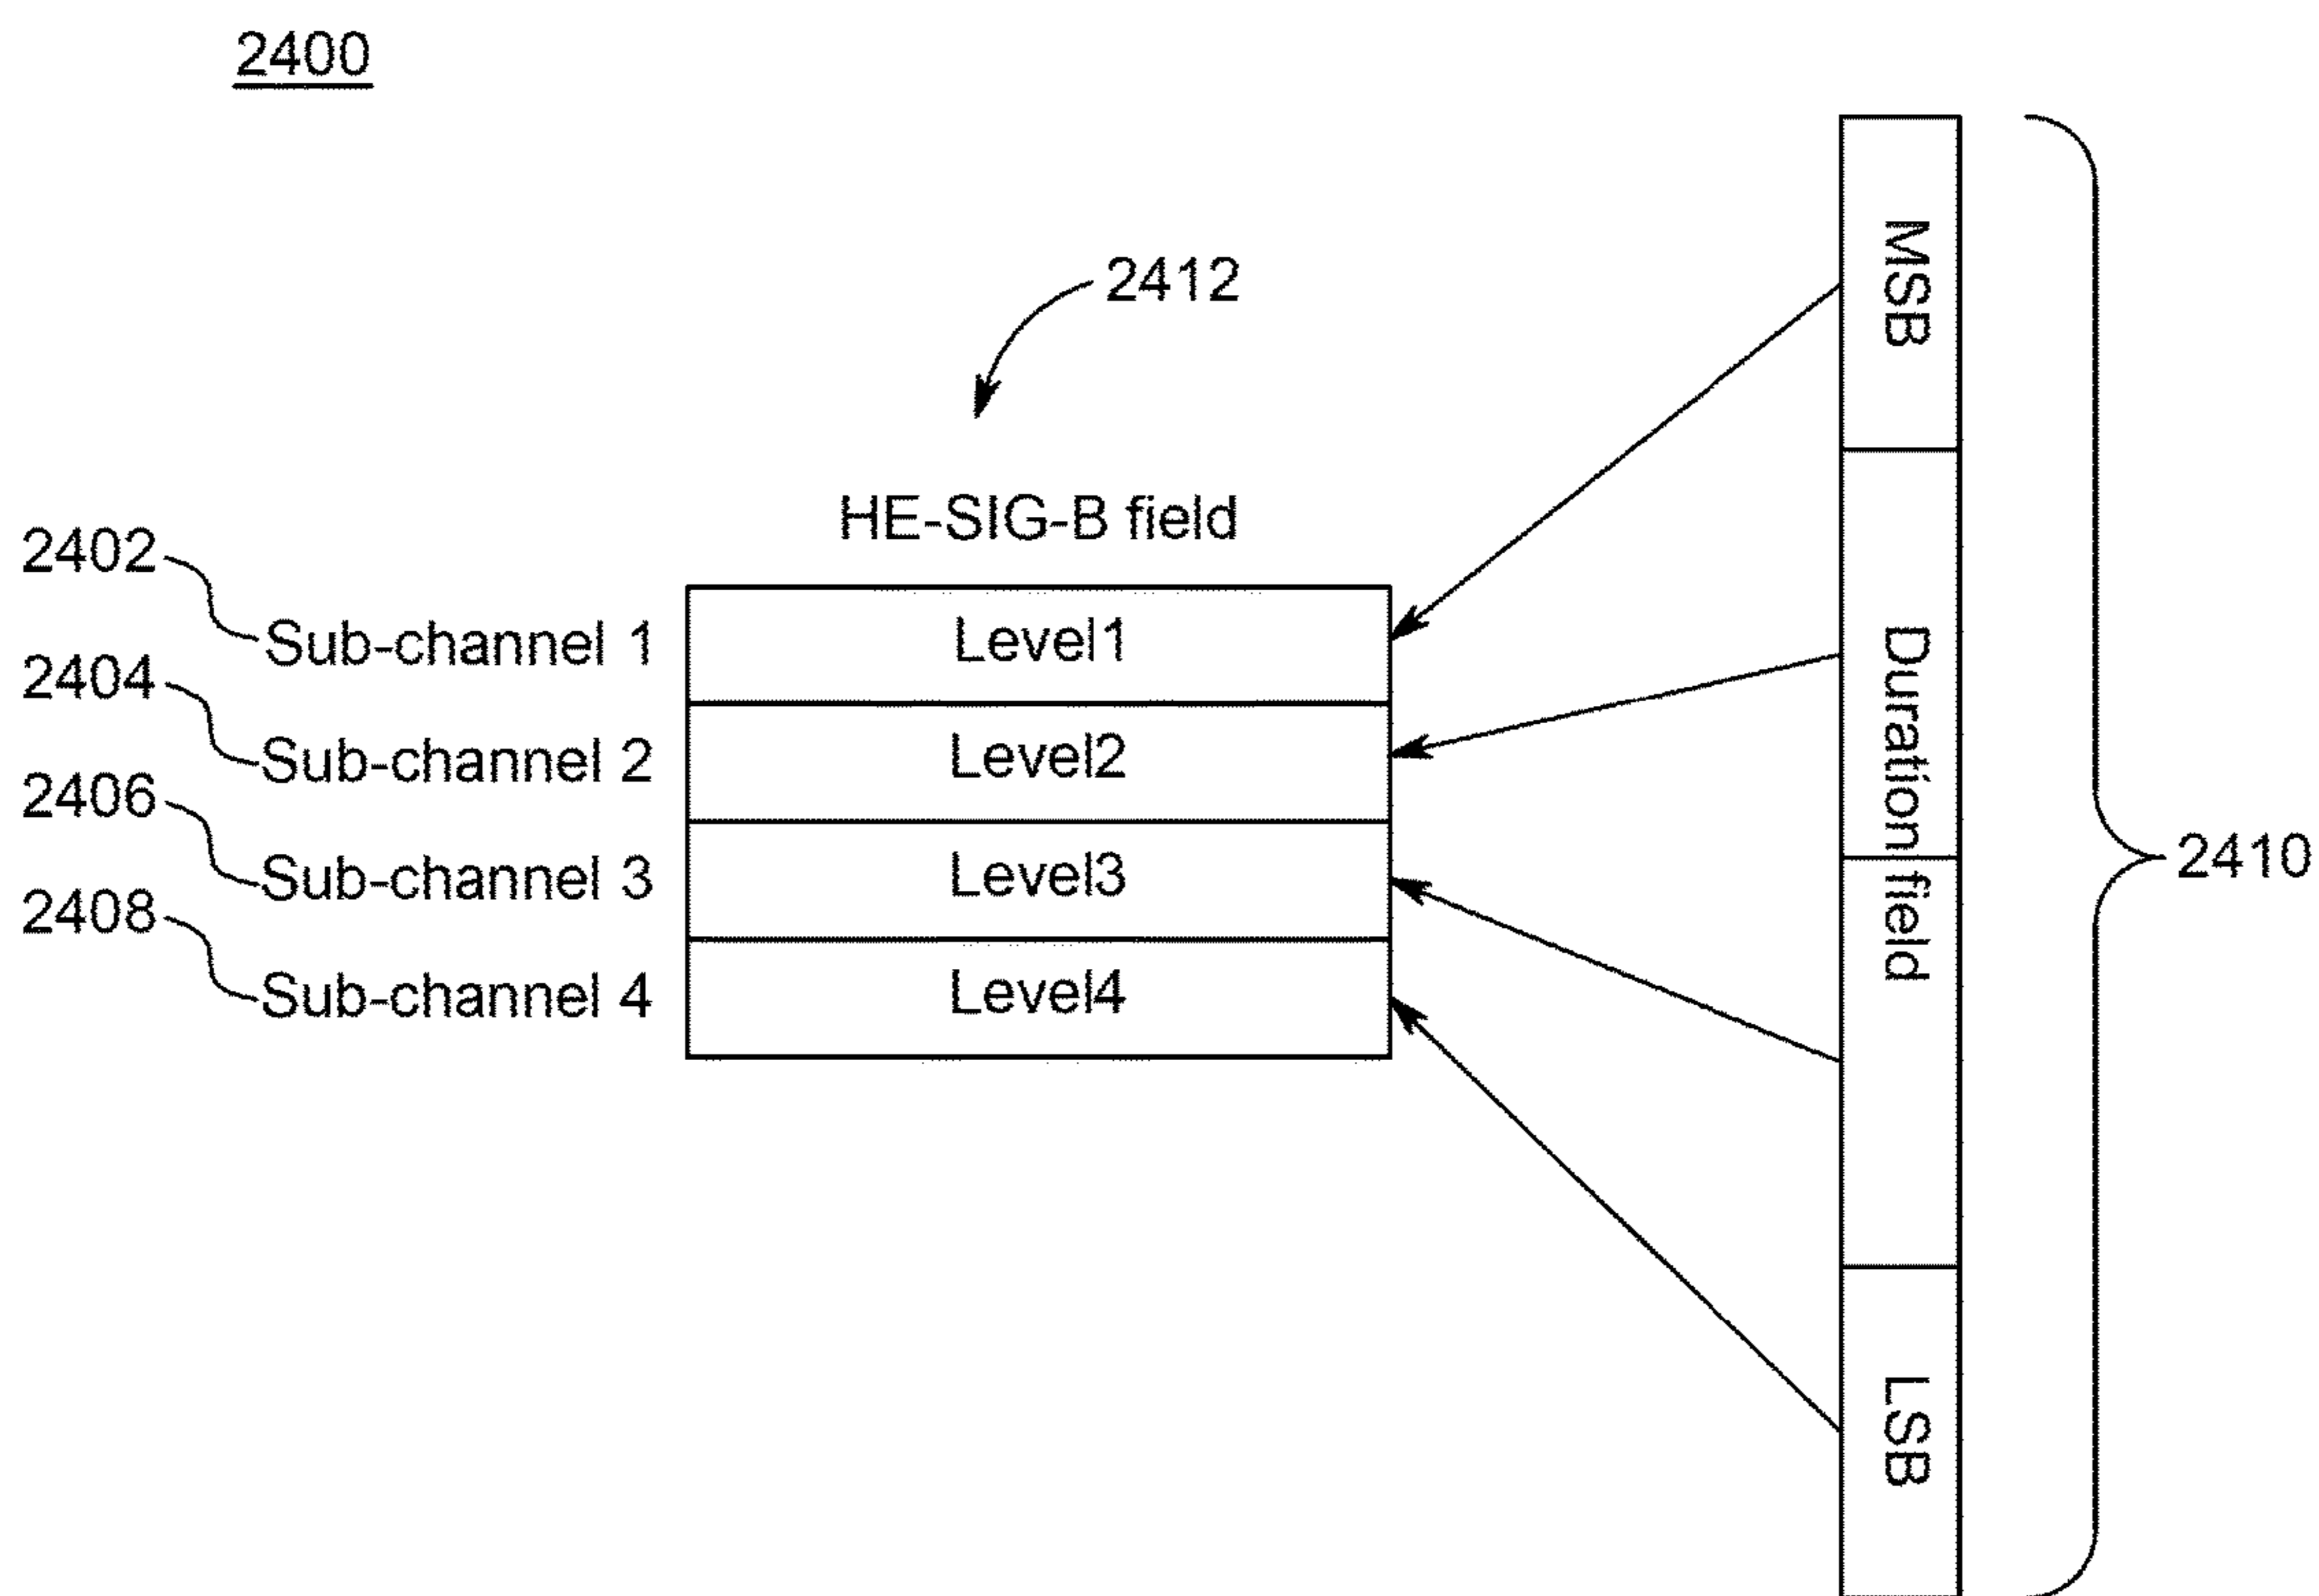 2400
2412
HE-SIG-B field
2402
Sub-channel 1
Level1
2404
Sub-channel 2
Level2
2406
Sub-channel 3
Level3
2408
Sub-channel 4
Level4
MSB
Duration field
LSB
2410